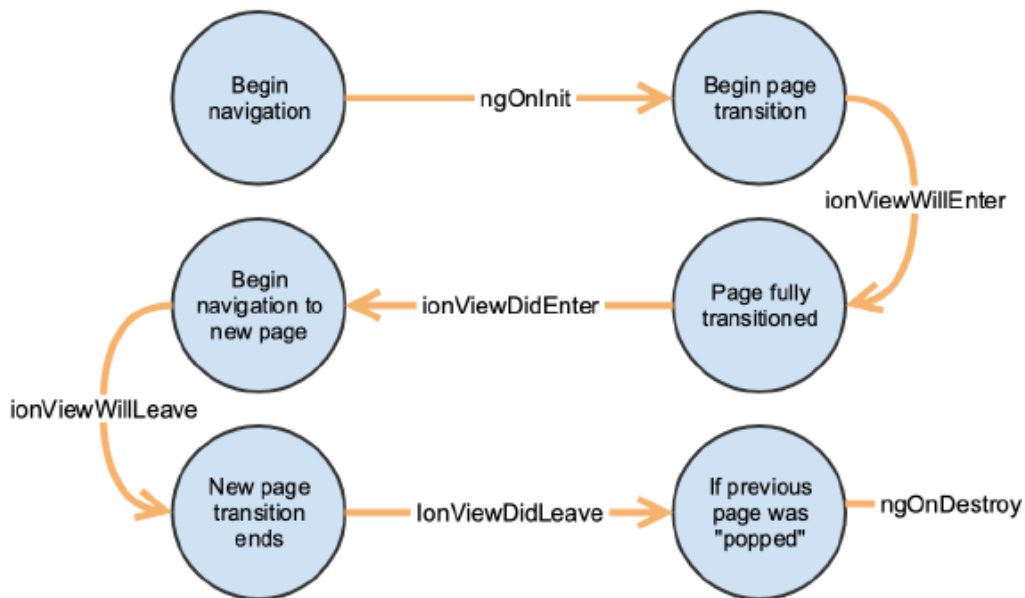 Begin
navigation
ngOnInit
Begin page
transition
ionViewWillEnter
Page fully
transitioned
ionViewDidEnter
Begin
navigation to
new page
ionViewWillLeave
New page
transition
ends
IonViewDidLeave
If previous
page was
"popped"
ngOnDestroy